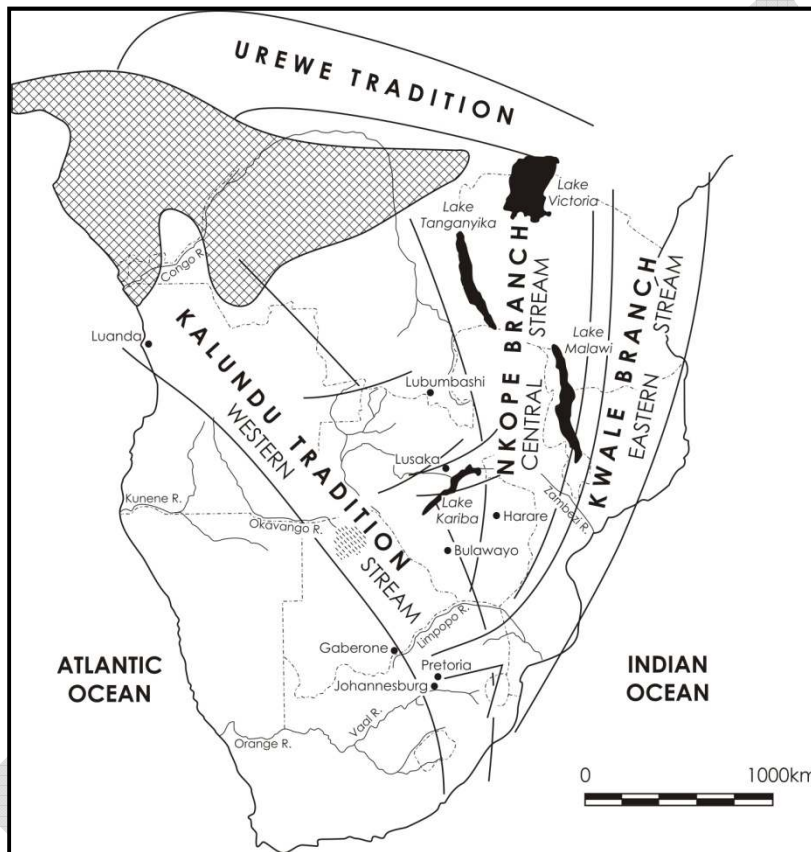 UREWE TRADITION
Lake
Victoria
Lake
Tanganyika
Congo R.
Luanda
KALUNDU TRADITION
WESTERN STREAM
NKOPE BRANCH
CENTRAL STREAM
KWALE BRANCH
EASTERN STREAM
Lake
Malawi
Lubumbashi
Lusaka
Lake
Kariba
Harare
Zambezi R.
Kunene R.
Okavango R.
Bulawayo
Limpopo R.
Gaberone
Pretoria
Johannesburg
Vaal R.
Orange R.
ATLANTIC
OCEAN
INDIAN
OCEAN
0 1000km